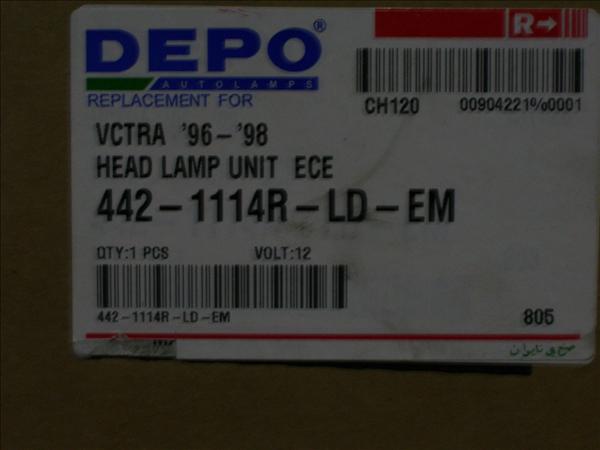 DEPO®
AUTOLAMPS
REPLACEMENT FOR
R→
CH120 00904221%0001
VCTRA '96-'98
HEAD LAMP UNIT ECE
442-1114R-LD-EM
QTY:1 PCS VOLT:12
442-1114R-LD-EM
805